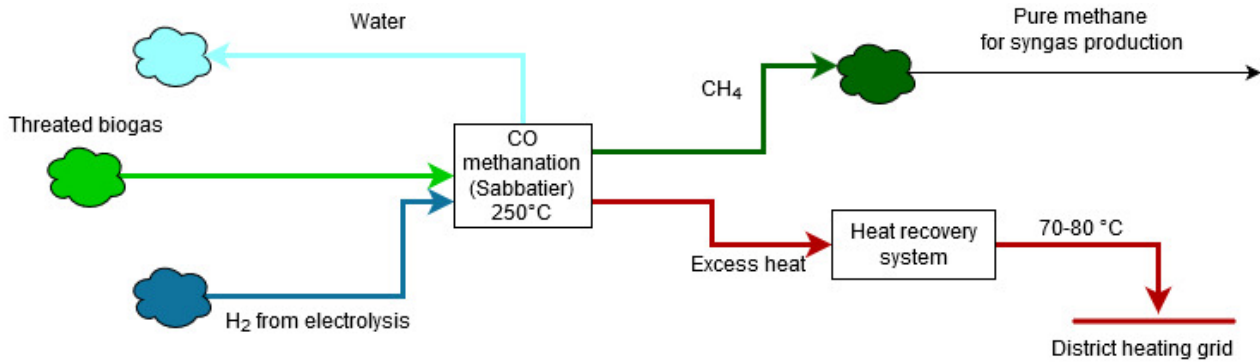 Water
Pure methane
for syngas production
CH₄
Threated biogas
CO
methanation
(Sabbatier)
250°C
Heat recovery
system
70-80 °C
Excess heat
H₂ from electrolysis
District heating grid